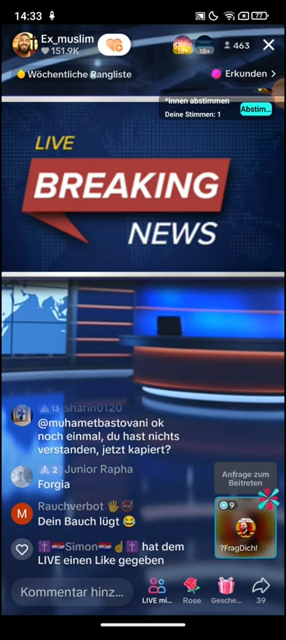 14:33
77
Ex_muslim
151.9K
10+
463
Wöchentliche Rangliste
Erkunden >
*innen abstimmen
Deine Stimmen: 1
Abstim...
LIVE
BREAKING
NEWS
13 sharin0120
@muhametbastovani ok
noch einmal, du hast nichts
verstanden, jetzt kapiert?
2 Junior Rapha
Forgia
Anfrage zum
Beitreten
9
?FragDich!
M
Rauchverbot 🖐
Dein Bauch lügt 😂
✝️🇭🇷Simon🇭🇷☝️✝️ hat dem
LIVE einen Like gegeben
Kommentar hinz...
LIVE mi...
Rose
Gesche...
39